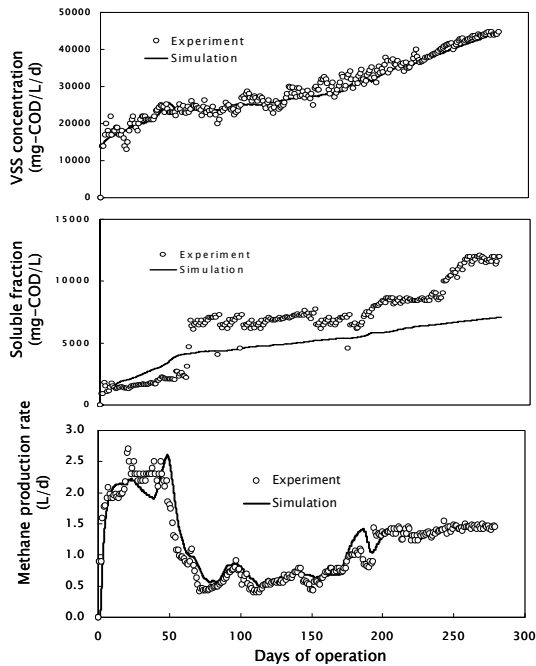 50000
40000
30000
20000
10000
0
VSS concentration
(mg-COD/L/d)
Experiment
Simulation
15000
10000
5000
0
Soluble fraction
(mg-COD/L)
Experiment
Simulation
3.0
2.5
2.0
1.5
1.0
0.5
0.0
Methane production rate
(L/d)
Experiment
Simulation
0 50 100 150 200 250 300
Days of operation